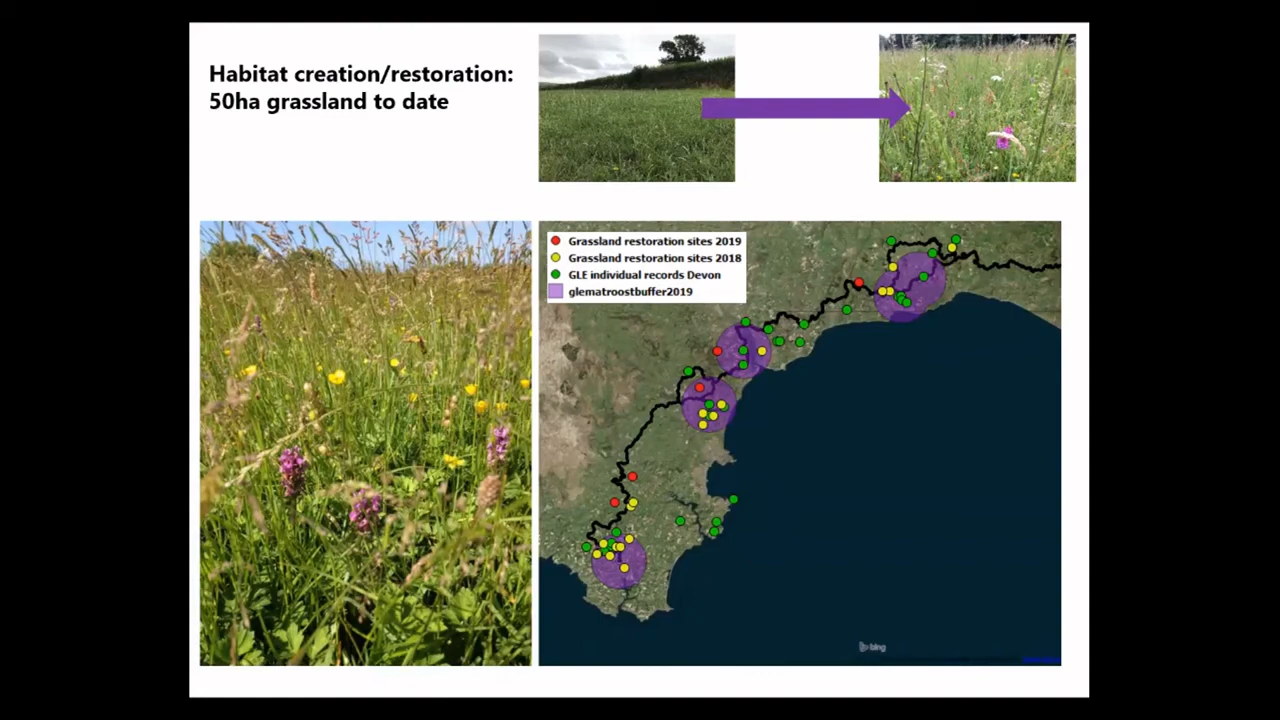 Habitat creation/restoration:
50ha grassland to date
Grassland restoration sites 2019
Grassland restoration sites 2018
GLE individual records Devon
glematroostbuffer2019
bing